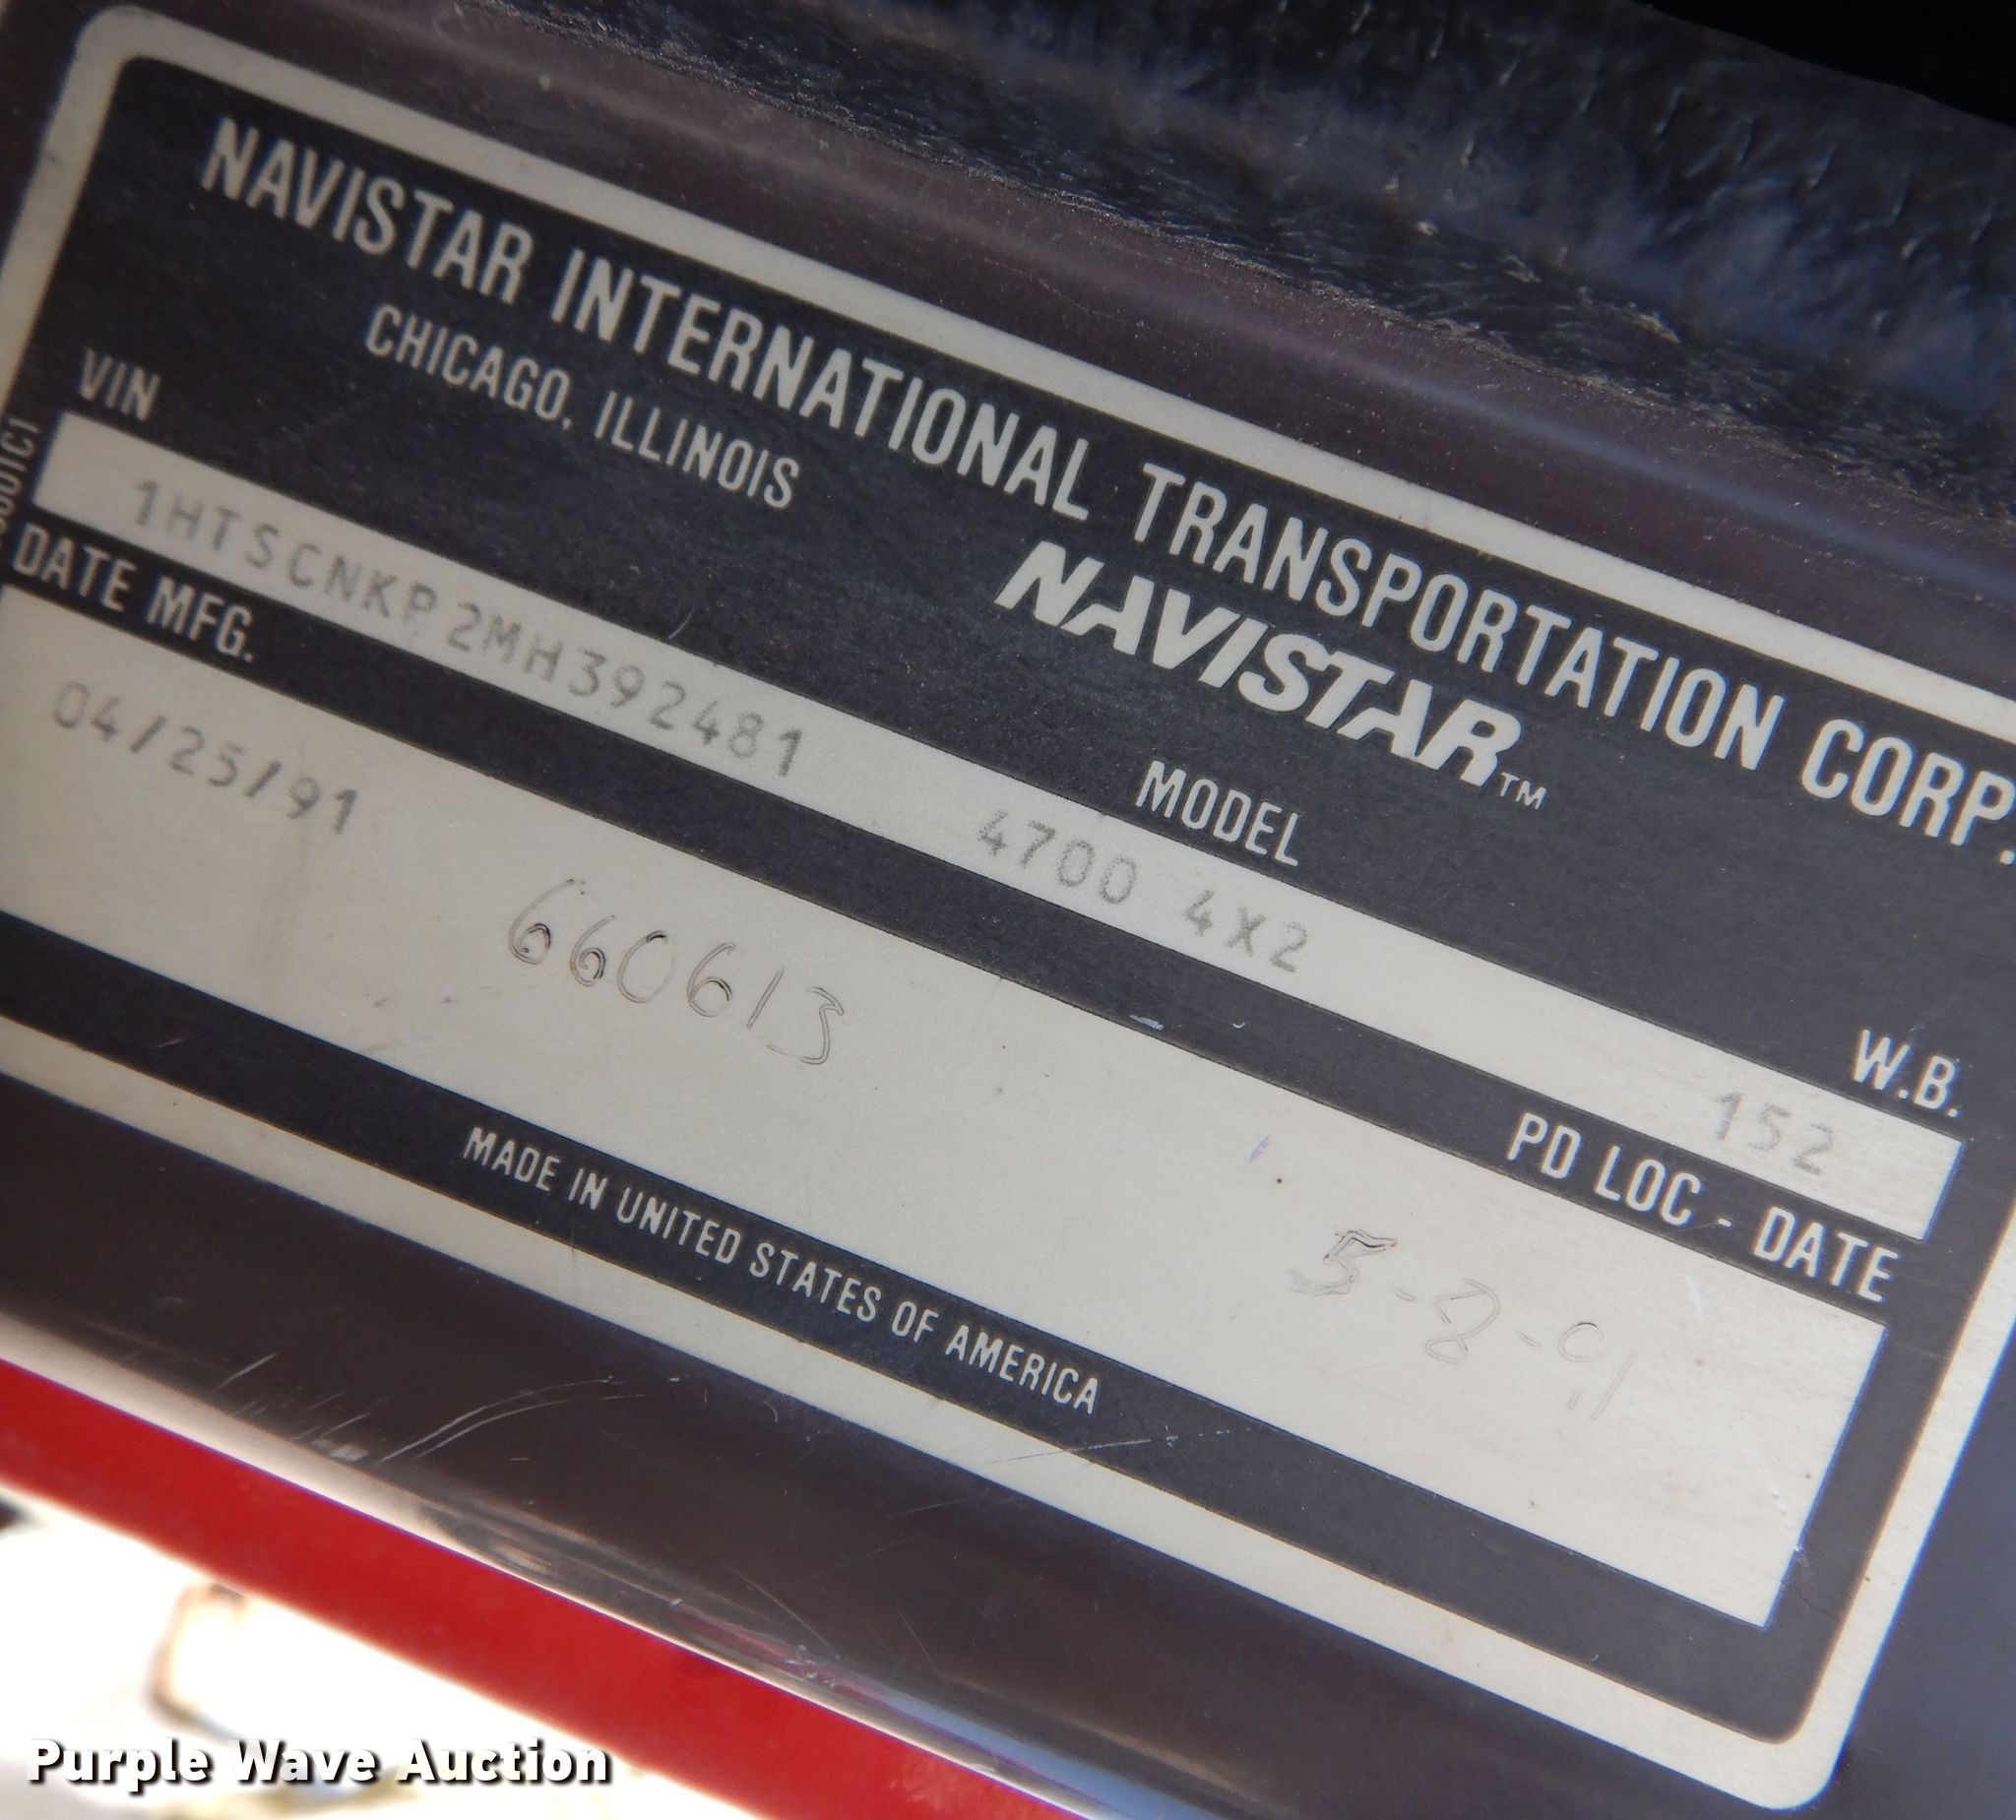 NAVISTAR INTERNATIONAL TRANSPORTATION CORP.
CHICAGO, ILLINOIS
NAVISTAR™
VIN MODEL W.B.
1HTSCNKP2MH392481 4700 4X2 152
DATE MFG. PD LOC - DATE
04/25/91
660613
5-8-91
MADE IN UNITED STATES OF AMERICA
Purple Wave Auction